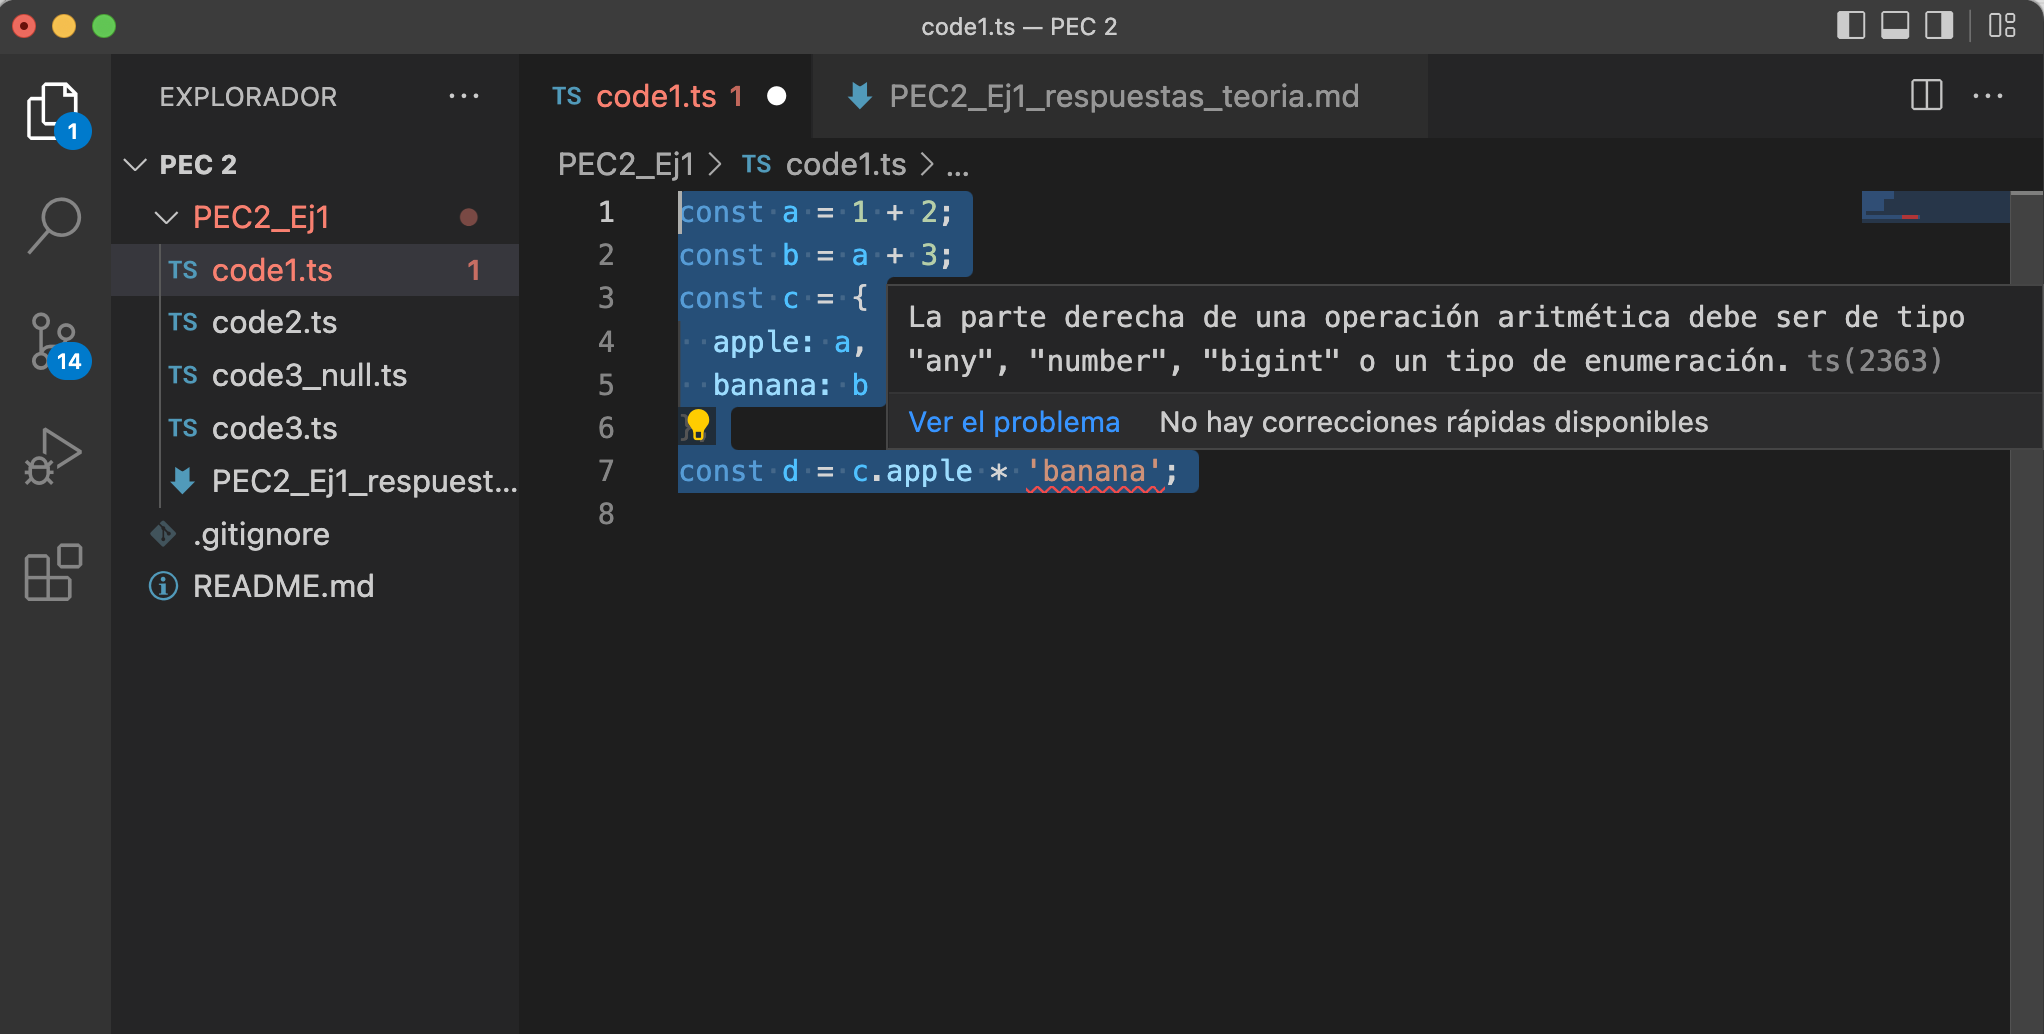 code1.ts — PEC 2
EXPLORADOR
TS code1.ts 1
PEC2_Ej1_respuestas_teoria.md
1
PEC 2
PEC2_Ej1
TS code1.ts 1
TS code2.ts
TS code3_null.ts
TS code3.ts
PEC2_Ej1_respuest...
.gitignore
README.md
14
PEC2_Ej1 > TS code1.ts > ...
1 const a = 1 + 2;
2 const b = a + 3;
3 const c = {
4 apple: a,
5 banana: b
6 }
7 const d = c.apple * 'banana';
8
La parte derecha de una operación aritmética debe ser de tipo
"any", "number", "bigint" o un tipo de enumeración. ts(2363)
Ver el problema No hay correcciones rápidas disponibles